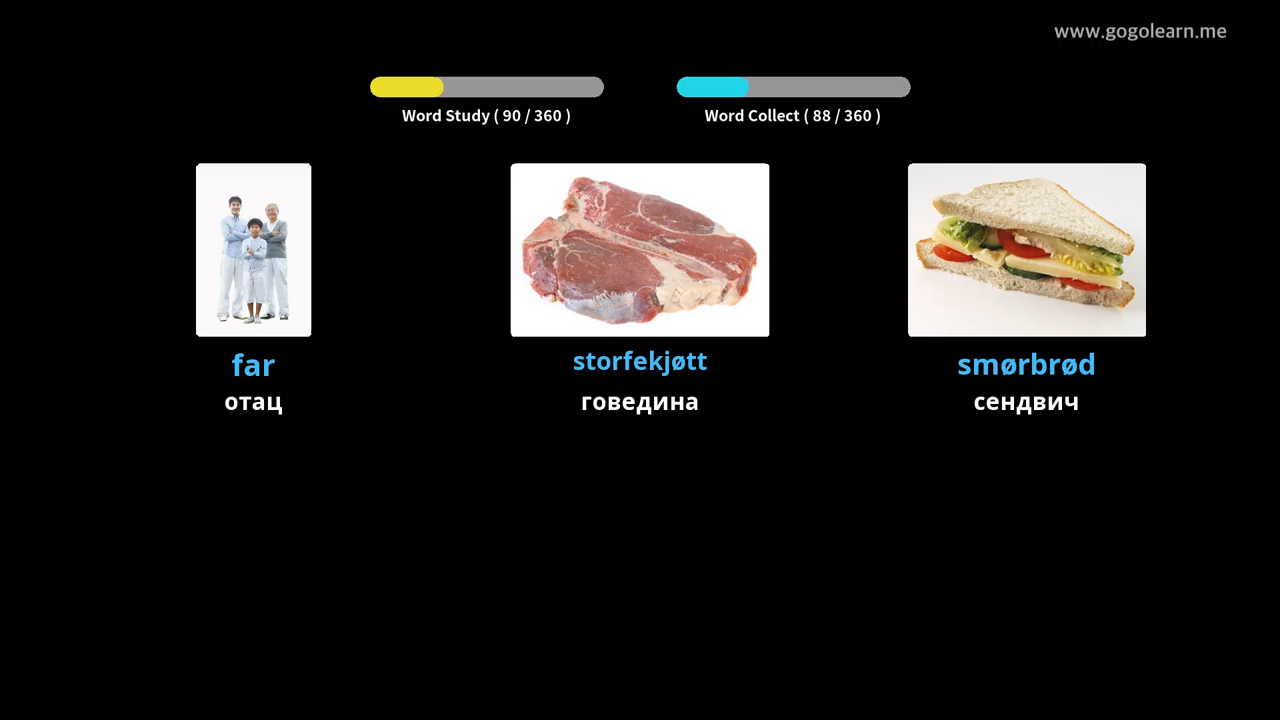 www.gogolearn.me
Word Study ( 90 / 360 )
Word Collect ( 88 / 360 )
far
storfekjøtt
smørbrød
отац
говедина
сендвич